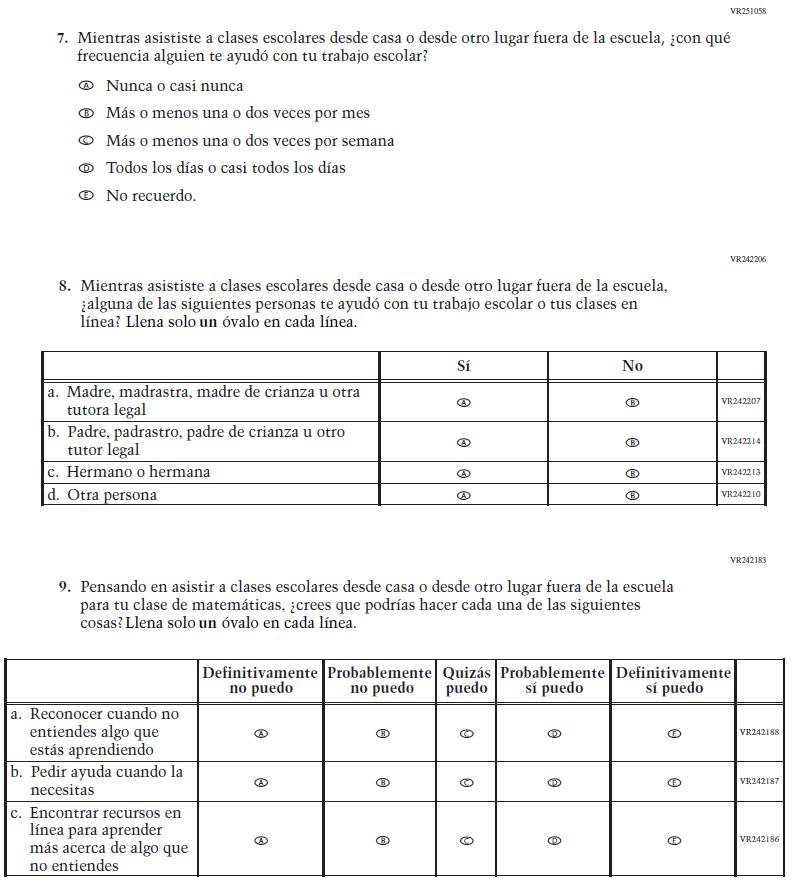 VR251058
7. Mientras asististe a clases escolares desde casa o desde otro lugar fuera de la escuela, ¿con qué
frecuencia alguien te ayudó con tu trabajo escolar?
A Nunca o casi nunca
B Más o menos una o dos veces por mes
C Más o menos una o dos veces por semana
D Todos los días o casi todos los días
E No recuerdo.
VR242206
8. Mientras asististe a clases escolares desde casa o desde otro lugar fuera de la escuela,
¿alguna de las siguientes personas te ayudó con tu trabajo escolar o tus clases en
línea? Llena solo un óvalo en cada línea.
Sí No
a. Madre, madrastra, madre de crianza u otra
tutora legal A B VR242207
b. Padre, padrastro, padre de crianza u otro
tutor legal A B VR242214
c. Hermano o hermana A B VR242213
d. Otra persona A B VR242210
VR242183
9. Pensando en asistir a clases escolares desde casa o desde otro lugar fuera de la escuela
para tu clase de matemáticas, ¿crees que podrías hacer cada una de las siguientes
cosas? Llena solo un óvalo en cada línea.
Definitivamente Probablemente Quizás Probablemente Definitivamente
no puedo no puedo puedo sí puedo sí puedo
a. Reconocer cuando no
entiendes algo que A B C D E VR242188
estás aprendiendo
b. Pedir ayuda cuando la
necesitas A B C D E VR242187
c. Encontrar recursos en
línea para aprender
más acerca de algo que A B C D E VR242186
no entiendes